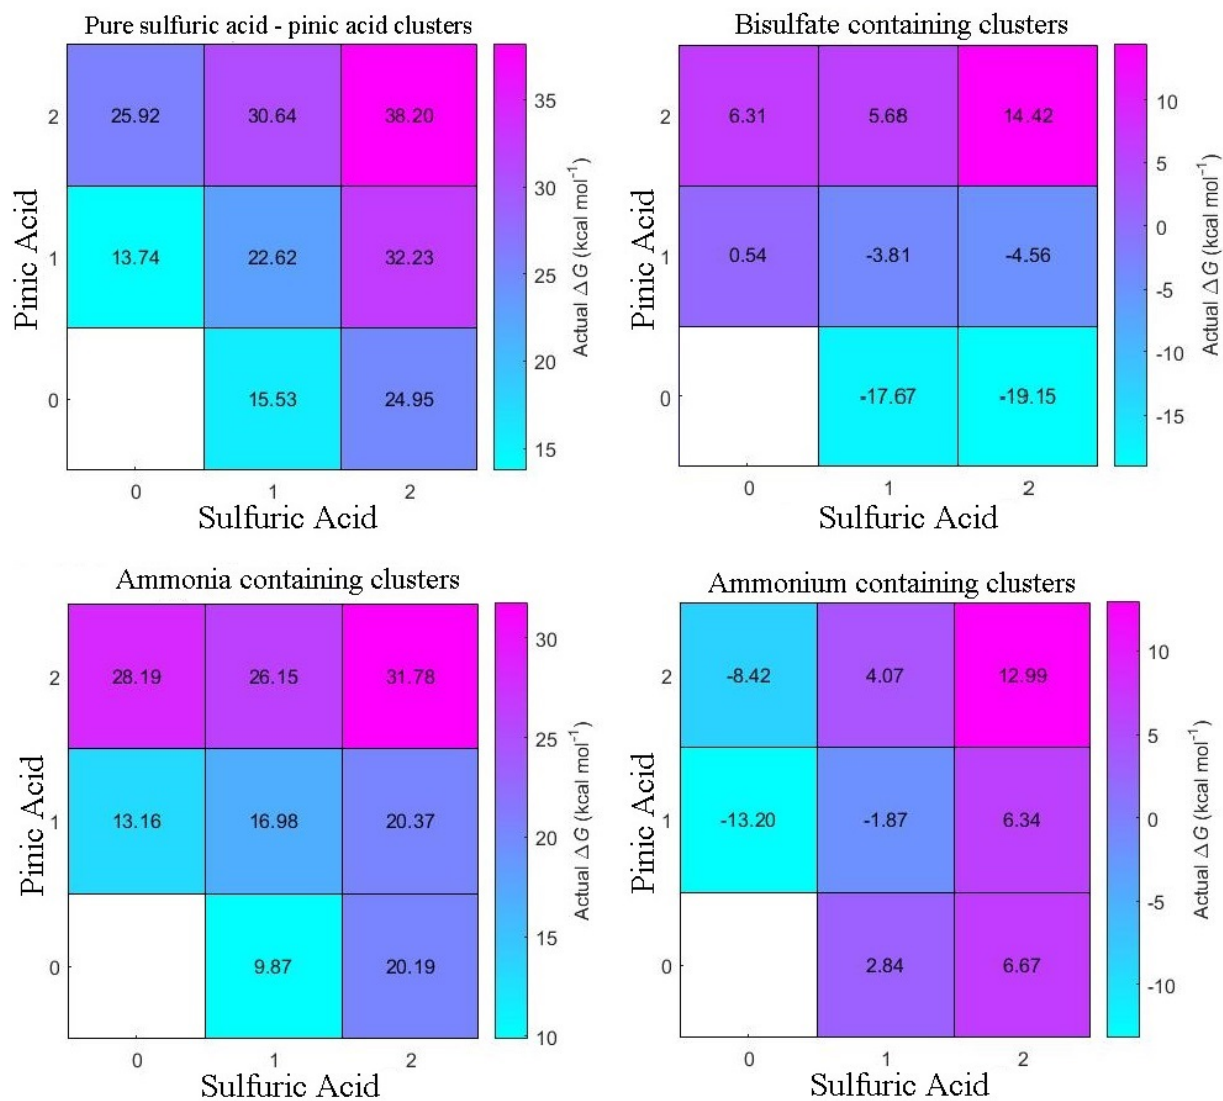 Pure sulfuric acid - pinic acid clusters
2 25.92 30.64 38.20
1 13.74 22.62 32.23
0 15.53 24.95
0 1 2
Sulfuric Acid
Pinic Acid
35
30
25
20
15
Actual ΔG (kcal mol⁻¹)
Bisulfate containing clusters
2 6.31 5.68 14.42
1 0.54 -3.81 -4.56
0 -17.67 -19.15
0 1 2
Sulfuric Acid
Pinic Acid
10
5
0
-5
-10
-15
Actual ΔG (kcal mol⁻¹)
Ammonia containing clusters
2 28.19 26.15 31.78
1 13.16 16.98 20.37
0 9.87 20.19
0 1 2
Sulfuric Acid
Pinic Acid
30
25
20
15
10
Actual ΔG (kcal mol⁻¹)
Ammonium containing clusters
2 -8.42 4.07 12.99
1 -13.20 -1.87 6.34
0 2.84 6.67
0 1 2
Sulfuric Acid
Pinic Acid
10
5
0
-5
-10
Actual ΔG (kcal mol⁻¹)